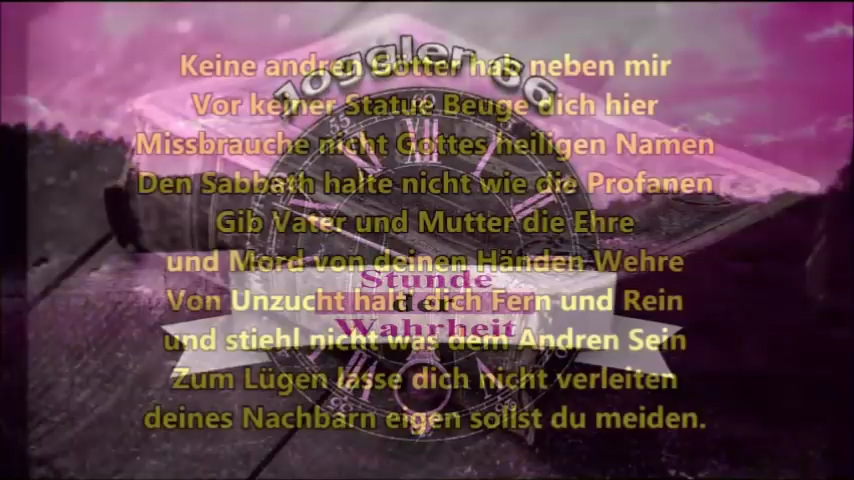 Joggler 66
Keine andren Götter hab neben mir
Vor keiner Statue Beuge dich hier
Missbrauche nicht Gottes heiligen Namen
Den Sabbath halte nicht wie die Profanen
Gib Vater und Mutter die Ehre
und Mord von deinen Händen Wehre
Stunde
Von Unzucht halt dich Fern und Rein
der
Wahrheit
und stiehl nicht was dem Andren Sein
Zum Lügen lasse dich nicht verleiten
deines Nachbarn eigen sollst du meiden.